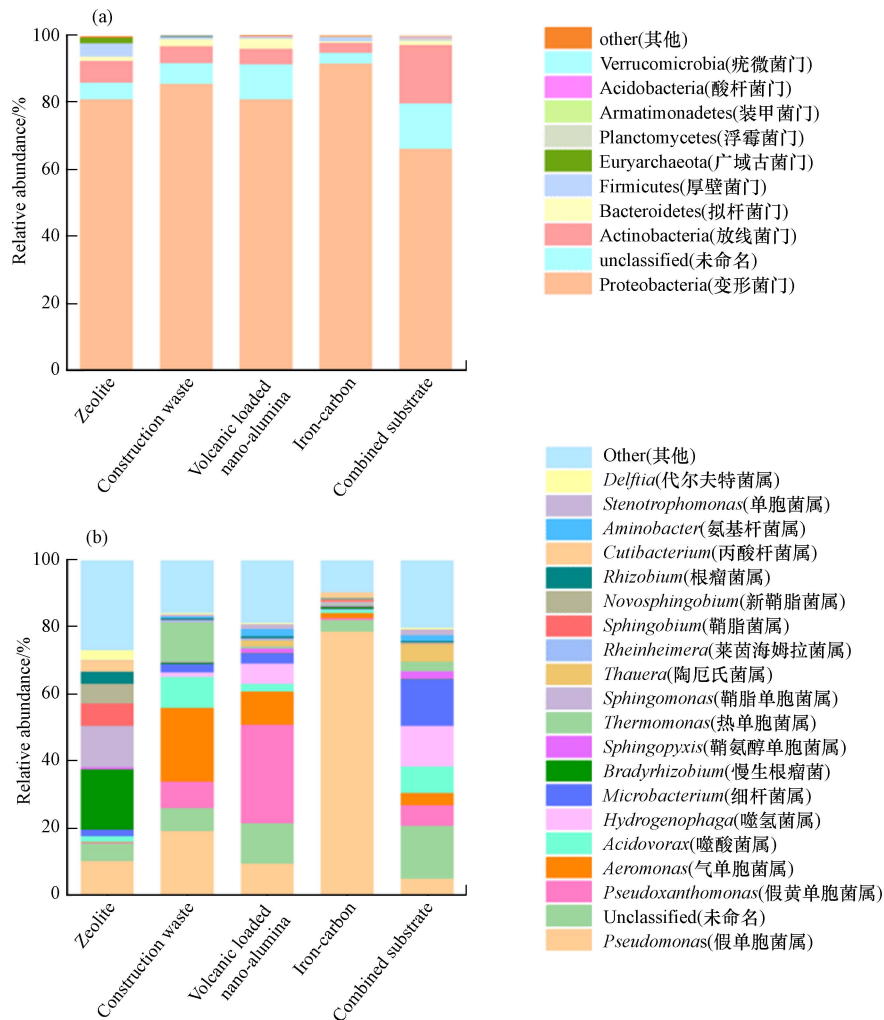 (a)
100
80
60
40
20
0
Relative abundance/%
Zeolite
Construction waste
Volcanic loaded
nano-alumina
Iron-carbon
Combined substrate
other(其他)
Verrucomicrobia(疣微菌门)
Acidobacteria(酸杆菌门)
Armatimonadetes(装甲菌门)
Planctomycetes(浮霉菌门)
Euryarchaeota(广域古菌门)
Firmicutes(厚壁菌门)
Bacteroidetes(拟杆菌门)
Actinobacteria(放线菌门)
unclassified(未命名)
Proteobacteria(变形菌门)
(b)
100
80
60
40
20
0
Relative abundance/%
Zeolite
Construction waste
Volcanic loaded
nano-alumina
Iron-carbon
Combined substrate
Other(其他)
Delftia(代尔夫特菌属)
Stenotrophomonas(单胞菌属)
Aminobacter(氨基杆菌属)
Cutibacterium(丙酸杆菌属)
Rhizobium(根瘤菌属)
Novosphingobium(新鞘脂菌属)
Sphingobium(鞘脂菌属)
Rheinheimera(莱茵海姆拉菌属)
Thauera(陶厄氏菌属)
Sphingomonas(鞘脂单胞菌属)
Thermomonas(热单胞菌属)
Sphingopyxis(鞘氨醇单胞菌属)
Bradyrhizobium(慢生根瘤菌)
Microbacterium(细杆菌属)
Hydrogenophaga(噬氢菌属)
Acidovorax(噬酸菌属)
Aeromonas(气单胞菌属)
Pseudoxanthomonas(假黄单胞菌属)
Unclassified(未命名)
Pseudomonas(假单胞菌属)